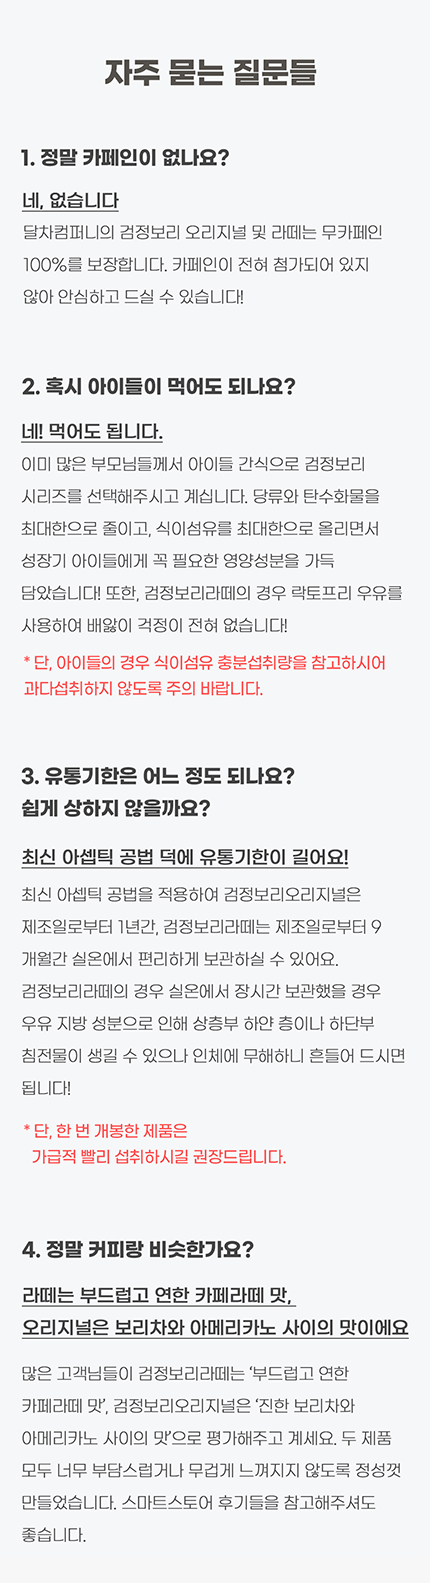 자주 묻는 질문들
1. 정말 카페인이 없나요?
네, 없습니다
달차컴퍼니의 검정보리 오리지널 및 라떼는 무카페인
100%를 보장합니다. 카페인이 전혀 첨가되어 있지
않아 안심하고 드실 수 있습니다!
2. 혹시 아이들이 먹어도 되나요?
네! 먹어도 됩니다.
이미 많은 부모님들께서 아이들 간식으로 검정보리
시리즈를 선택해주시고 계십니다. 당류와 탄수화물을
최대한으로 줄이고, 식이섬유를 최대한으로 올리면서
성장기 아이들에게 꼭 필요한 영양성분을 가득
담았습니다! 또한, 검정보리라떼의 경우 락토프리 우유를
사용하여 배앓이 걱정이 전혀 없습니다!
* 단, 아이들의 경우 식이섬유 충분섭취량을 참고하시어
과다섭취하지 않도록 주의 바랍니다.
3. 유통기한은 어느 정도 되나요?
쉽게 상하지 않을까요?
최신 아셉틱 공법 덕에 유통기한이 길어요!
최신 아셉틱 공법을 적용하여 검정보리오리지널은
제조일로부터 1년간, 검정보리라떼는 제조일로부터 9
개월간 실온에서 편리하게 보관하실 수 있어요.
검정보리라떼의 경우 실온에서 장시간 보관했을 경우
우유 지방 성분으로 인해 상층부 하얀 층이나 하단부
침전물이 생길 수 있으나 인체에 무해하니 흔들어 드시면
됩니다!
* 단, 한 번 개봉한 제품은
가급적 빨리 섭취하시길 권장드립니다.
4. 정말 커피랑 비슷한가요?
라떼는 부드럽고 연한 카페라떼 맛,
오리지널은 보리차와 아메리카노 사이의 맛이에요
많은 고객님들이 검정보리라떼는 ‘부드럽고 연한
카페라떼 맛’, 검정보리오리지널은 ‘진한 보리차와
아메리카노 사이의 맛’으로 평가해주고 계세요. 두 제품
모두 너무 부담스럽거나 무겁게 느껴지지 않도록 정성껏
만들었습니다. 스마트스토어 후기들을 참고해주셔도
좋습니다.